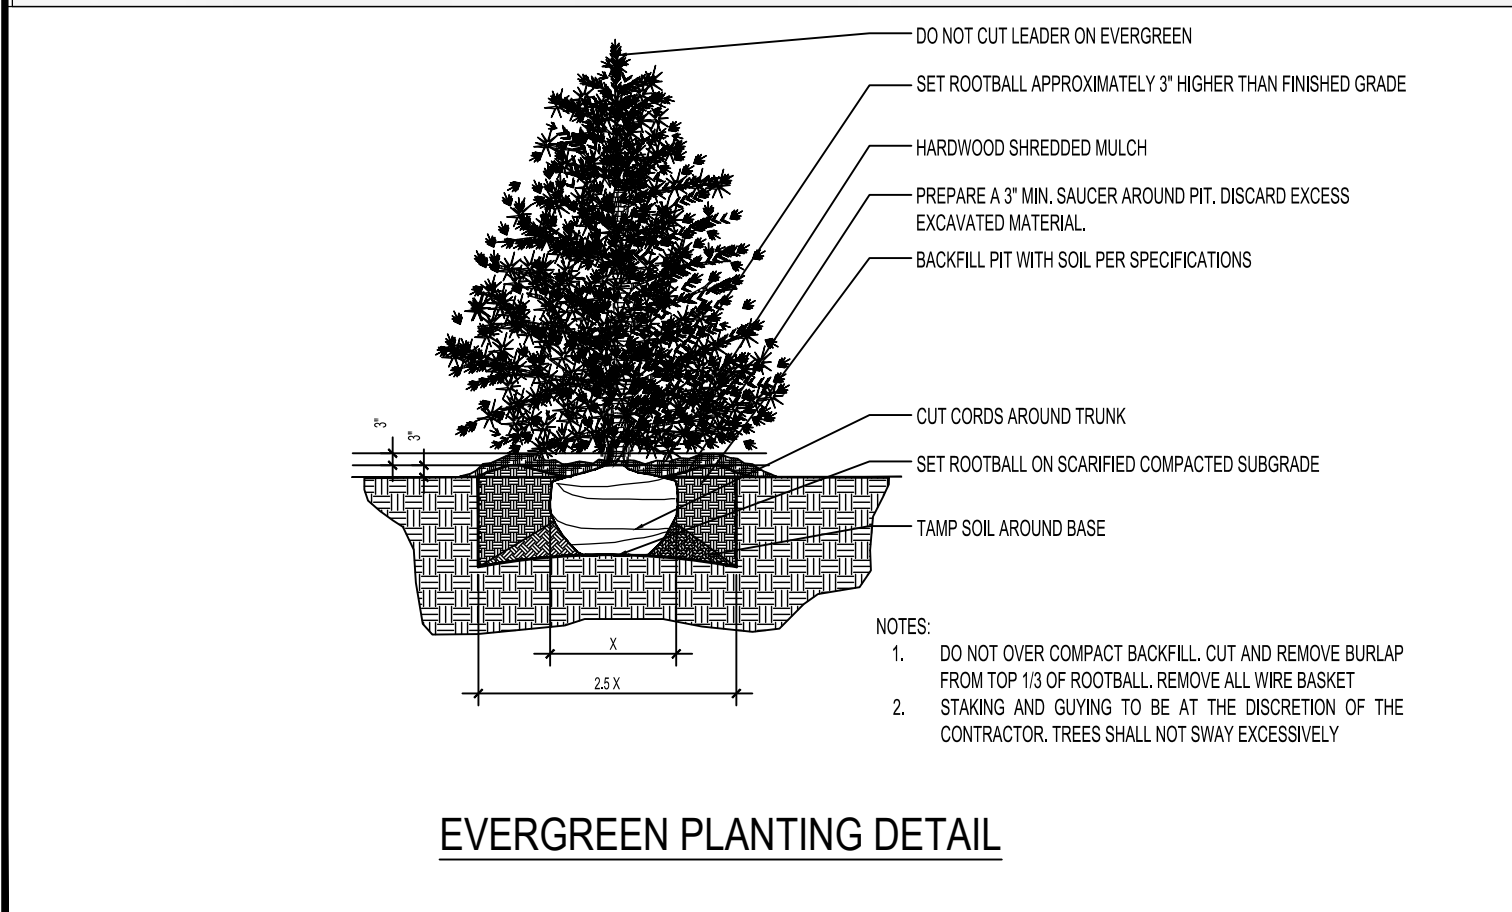 DO NOT CUT LEADER ON EVERGREEN
SET ROOTBALL APPROXIMATELY 3" HIGHER THAN FINISHED GRADE
HARDWOOD SHREDDED MULCH
PREPARE A 3" MIN. SAUCER AROUND PIT. DISCARD EXCESS
EXCAVATED MATERIAL.
BACKFILL PIT WITH SOIL PER SPECIFICATIONS
CUT CORDS AROUND TRUNK
3"
3"
SET ROOTBALL ON SCARIFIED COMPACTED SUBGRADE
TAMP SOIL AROUND BASE
X
2.5 X
NOTES:
1. DO NOT OVER COMPACT BACKFILL. CUT AND REMOVE BURLAP
FROM TOP 1/3 OF ROOTBALL. REMOVE ALL WIRE BASKET
2. STAKING AND GUYING TO BE AT THE DISCRETION OF THE
CONTRACTOR. TREES SHALL NOT SWAY EXCESSIVELY
EVERGREEN PLANTING DETAIL